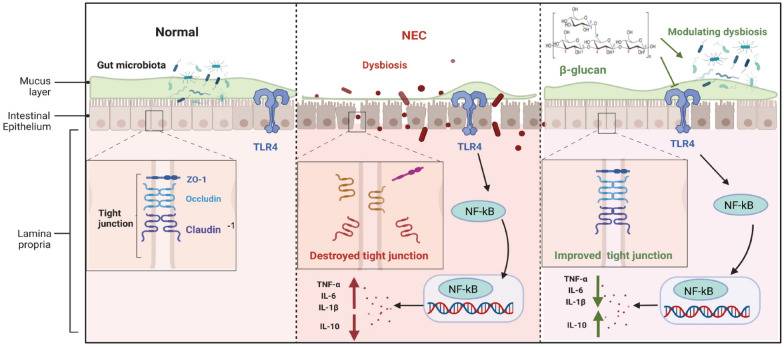 Normal
Gut microbiota
Mucus
layer
Intestinal
Epithelium
Lamina
propria
TLR4
Tight
junction
ZO-1
Occludin
Claudin -1
NEC
Dysbiosis
TLR4
Destroyed tight junction
NF-kB
NF-kB
TNF-α
IL-6
IL-1β
IL-10
Modulating dysbiosis
β-glucan
TLR4
Improved tight junction
NF-kB
NF-kB
TNF-α
IL-6
IL-1β
IL-10